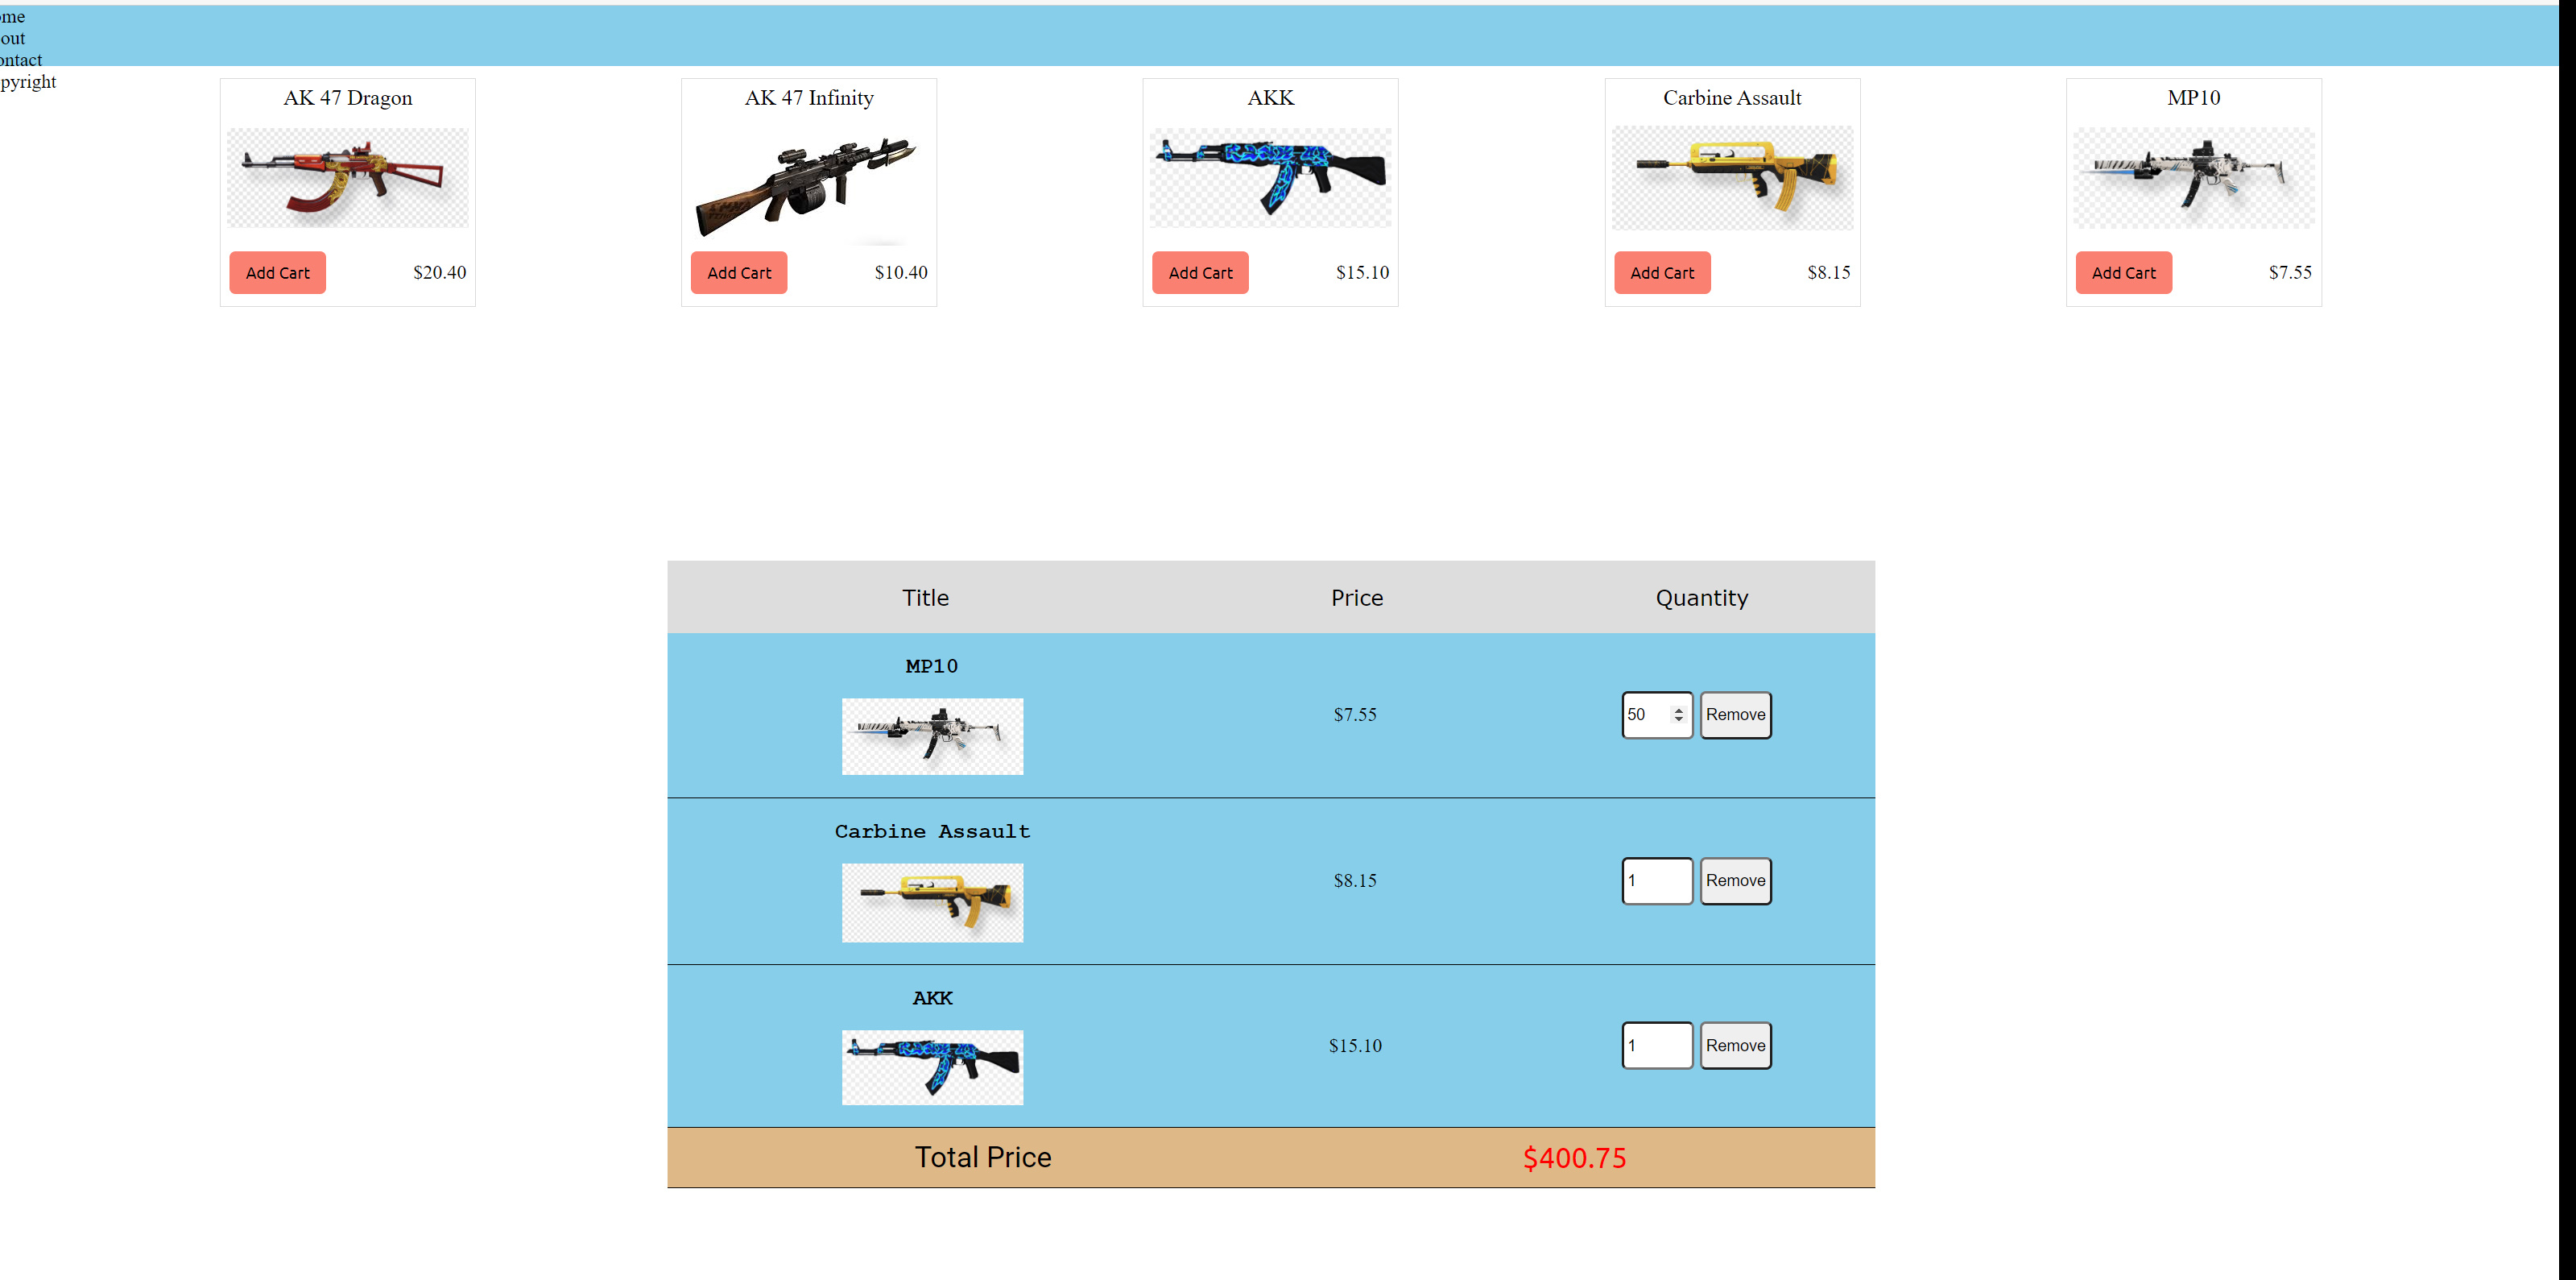 ome
out
ontact
pyright
AK 47 Dragon
AK 47 Infinity
AKK
Carbine Assault
MP10
Add Cart $20.40
Add Cart $10.40
Add Cart $15.10
Add Cart $8.15
Add Cart $7.55
Title Price Quantity
MP10
$7.55 50 Remove
Carbine Assault
$8.15 1 Remove
AKK
$15.10 1 Remove
Total Price $400.75